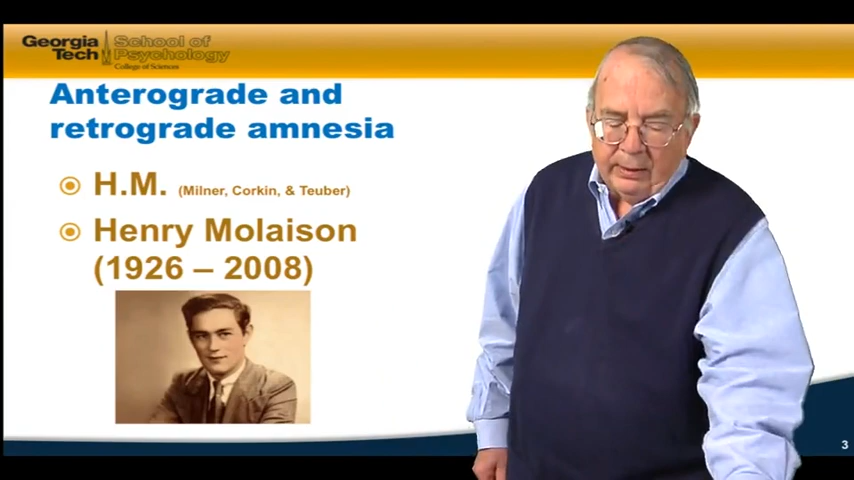 Georgia Tech
School of Psychology
College of Sciences
Anterograde and
retrograde amnesia
H.M. (Milner, Corkin, & Teuber)
Henry Molaison
(1926 – 2008)
3